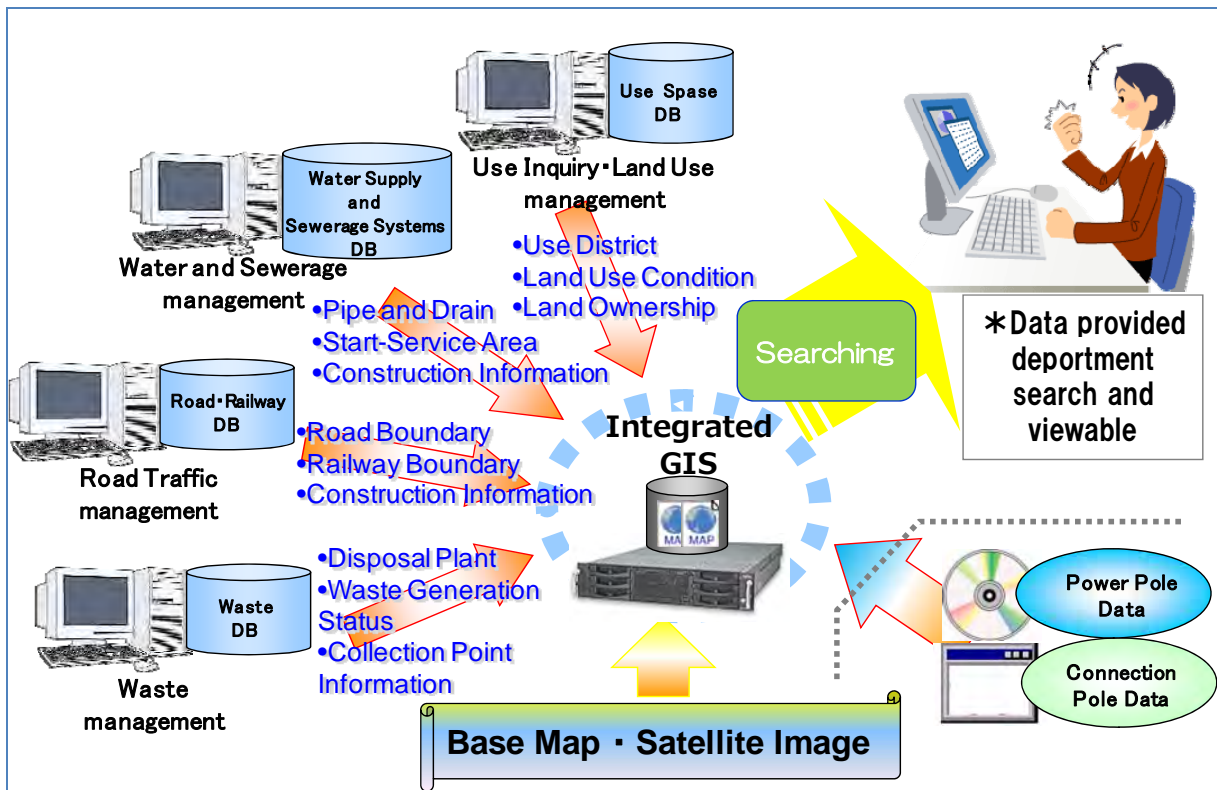 Use Spase
DB
Use Inquiry・Land Use
management
•Use District
•Land Use Condition
•Land Ownership
Water Supply
and
Sewerage Systems
DB
Water and Sewerage
management
•Pipe and Drain
•Start-Service Area
•Construction Information
Road・Railway
DB
Road Traffic
management
•Road Boundary
•Railway Boundary
•Construction Information
Waste
DB
Waste
management
•Disposal Plant
•Waste Generation
Status
•Collection Point
Information
Integrated
GIS
MAP
Searching
＊Data provided
deportment
search and
viewable
Power Pole
Data
Connection
Pole Data
Base Map・Satellite Image